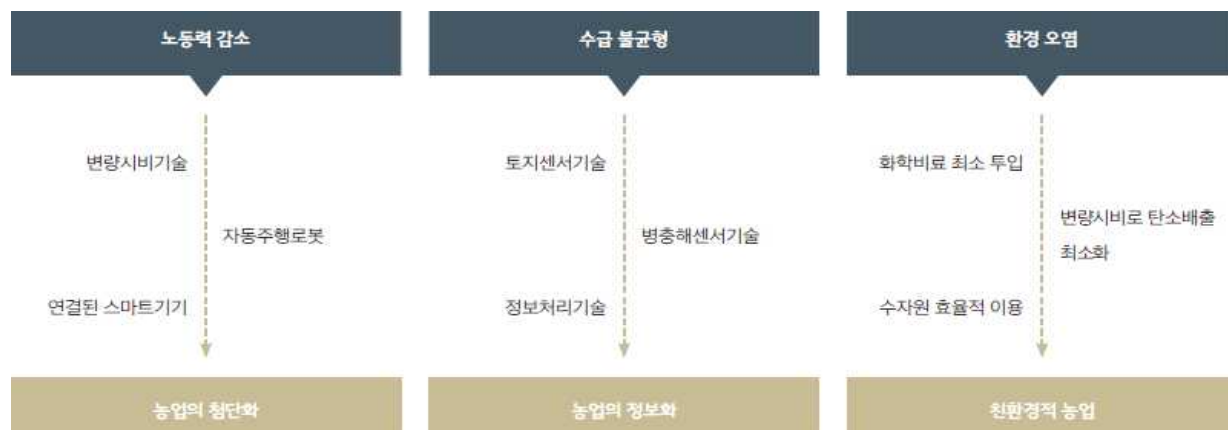 노동력 감소
변량시비기술
자동주행로봇
연결된 스마트기기
농업의 첨단화
수급 불균형
토지센서기술
병충해센서기술
정보처리기술
농업의 정보화
환경 오염
화학비료 최소 투입
변량시비로 탄소배출
최소화
수자원 효율적 이용
친환경적 농업